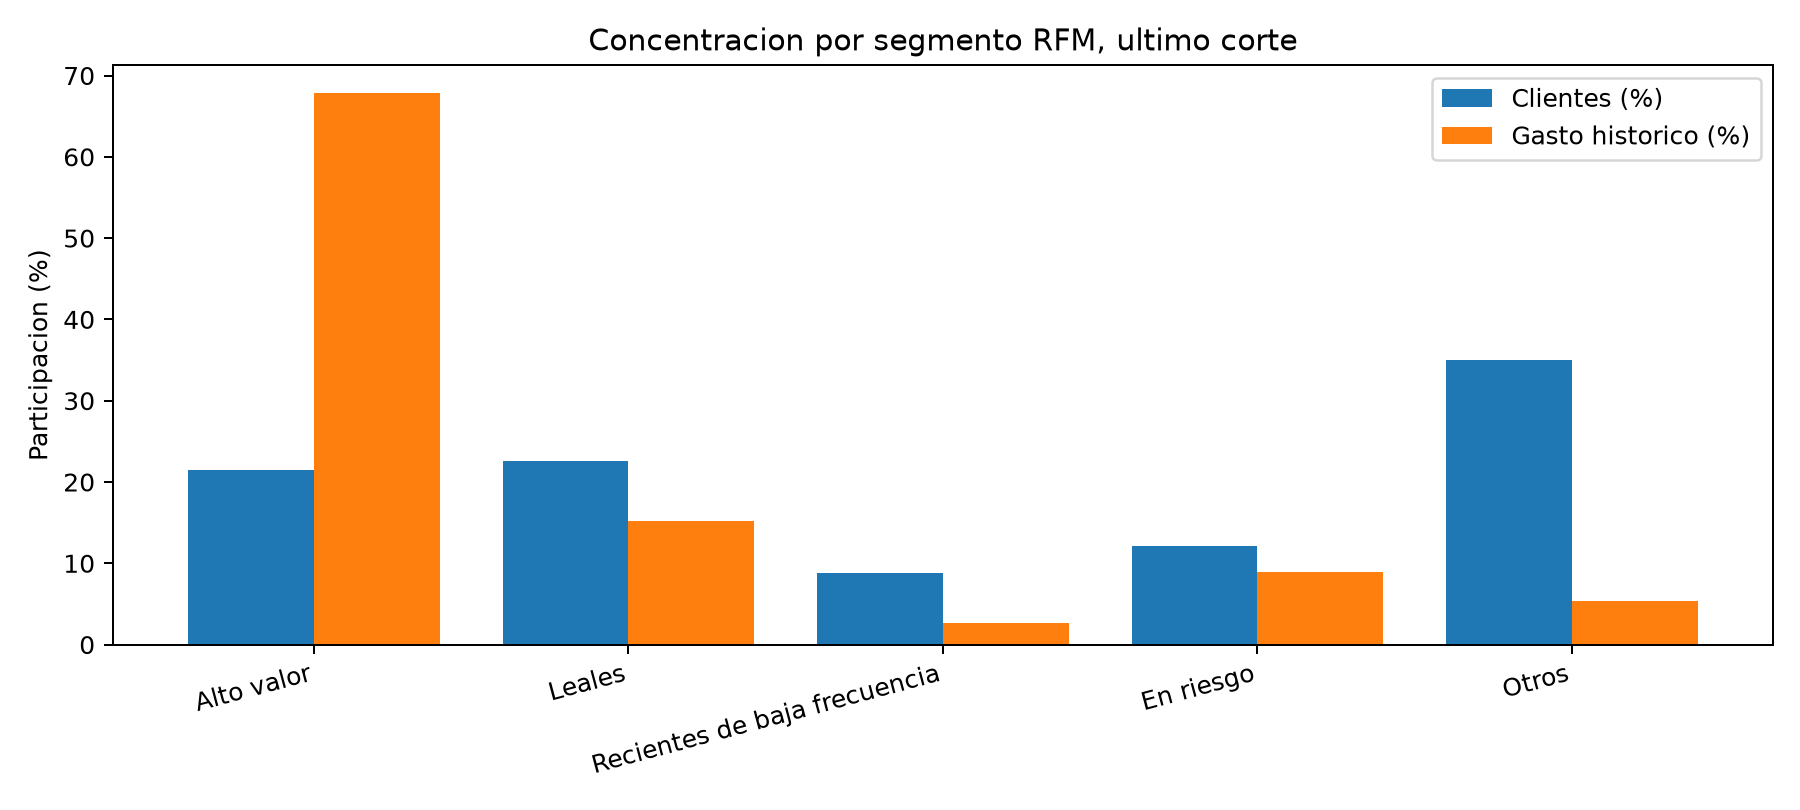 Concentracion por segmento RFM, ultimo corte
Clientes (%)
Gasto historico (%)
Participacion (%)
70
60
50
40
30
20
10
0
Alto valor
Leales
Recientes de baja frecuencia
En riesgo
Otros